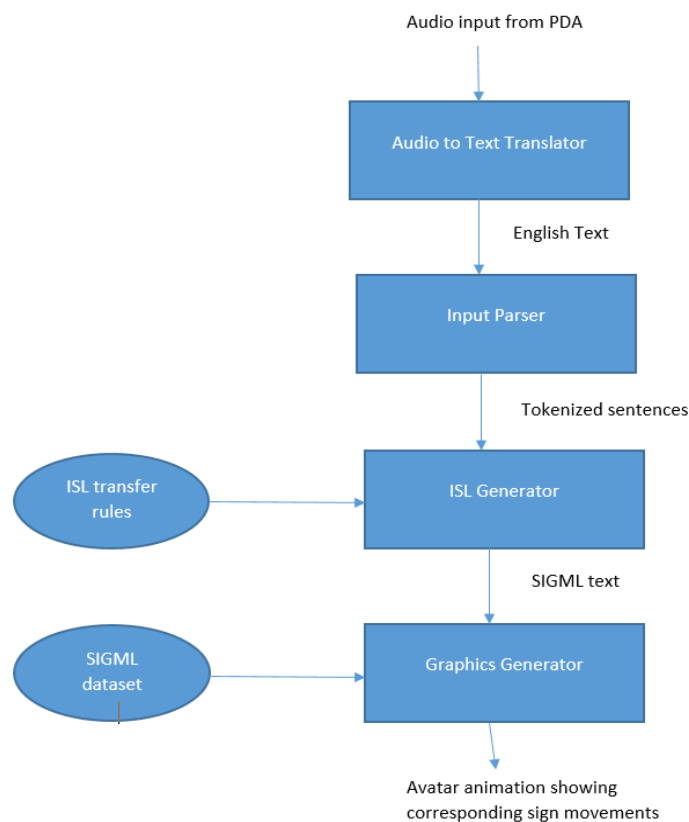 Audio input from PDA
Audio to Text Translator
English Text
Input Parser
Tokenized sentences
ISL transfer
rules
ISL Generator
SIGML text
SIGML
dataset
Graphics Generator
Avatar animation showing
corresponding sign movements